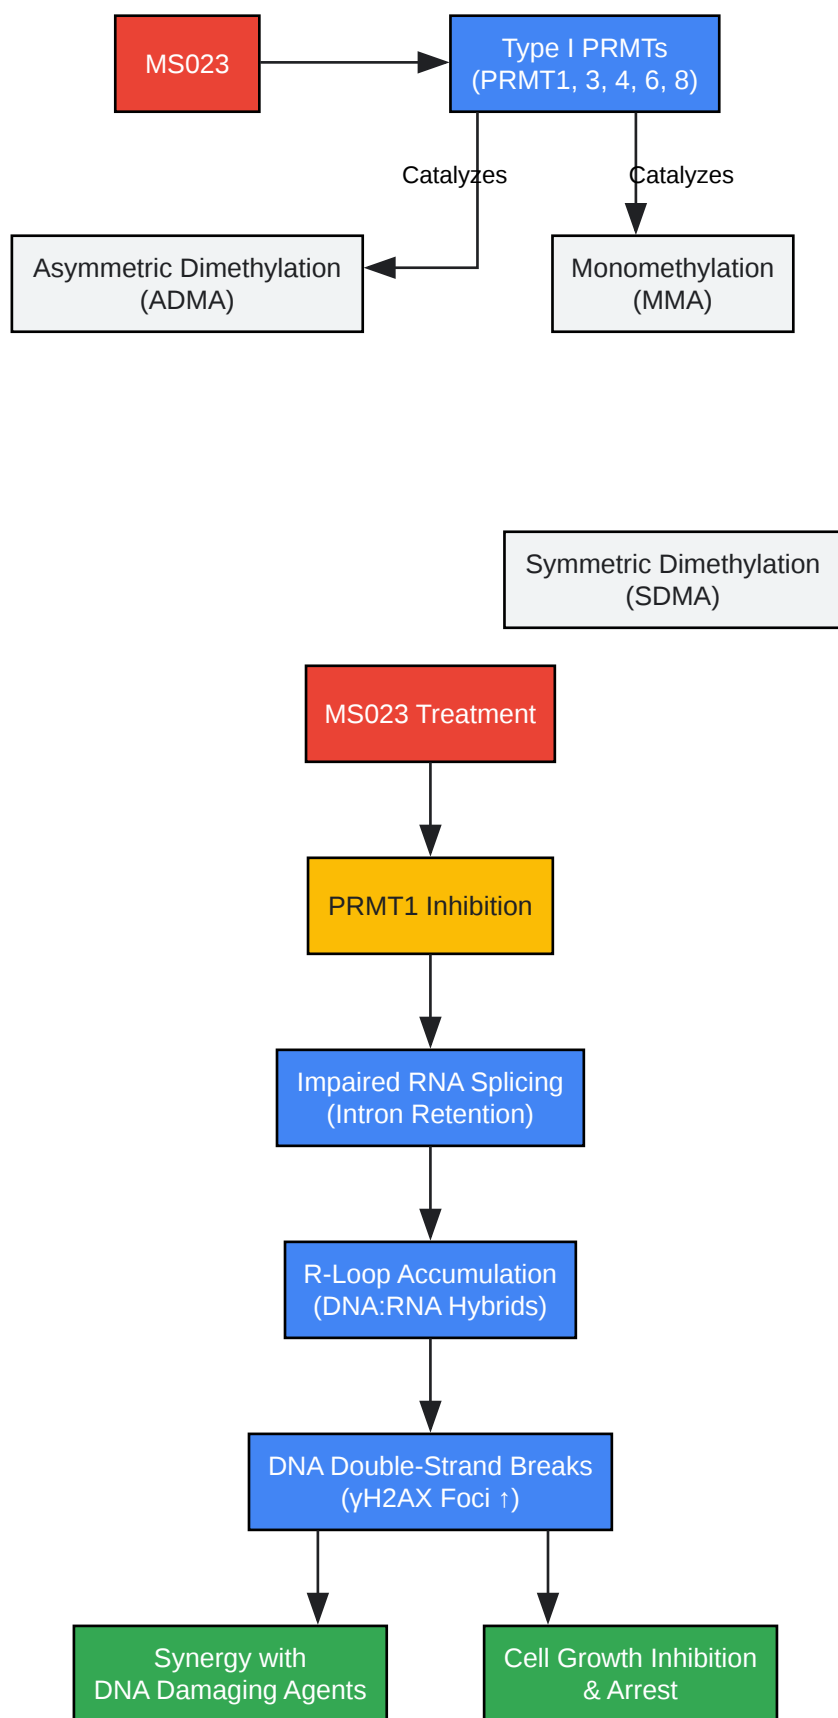 MS023
Type I PRMTs
(PRMT1, 3, 4, 6, 8)
Catalyzes
Catalyzes
Asymmetric Dimethylation
(ADMA)
Monomethylation
(MMA)
Symmetric Dimethylation
(SDMA)
MS023 Treatment
PRMT1 Inhibition
Impaired RNA Splicing
(Intron Retention)
R-Loop Accumulation
(DNA:RNA Hybrids)
DNA Double-Strand Breaks
(γH2AX Foci ↑)
Synergy with
DNA Damaging Agents
Cell Growth Inhibition
& Arrest